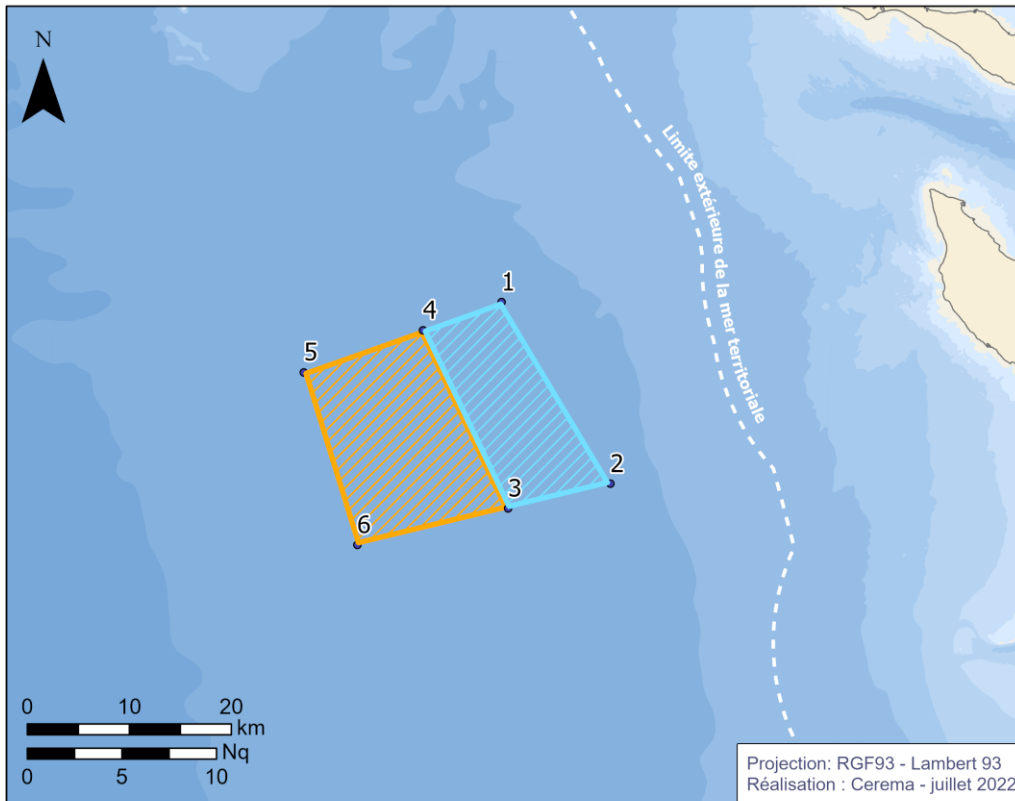 N
Limite extérieure de la mer territoriale
1
4
5
2
3
6
0 10 20
km
Nq
0 5 10
Projection: RGF93 - Lambert 93
Réalisation : Cerema - juillet 2022